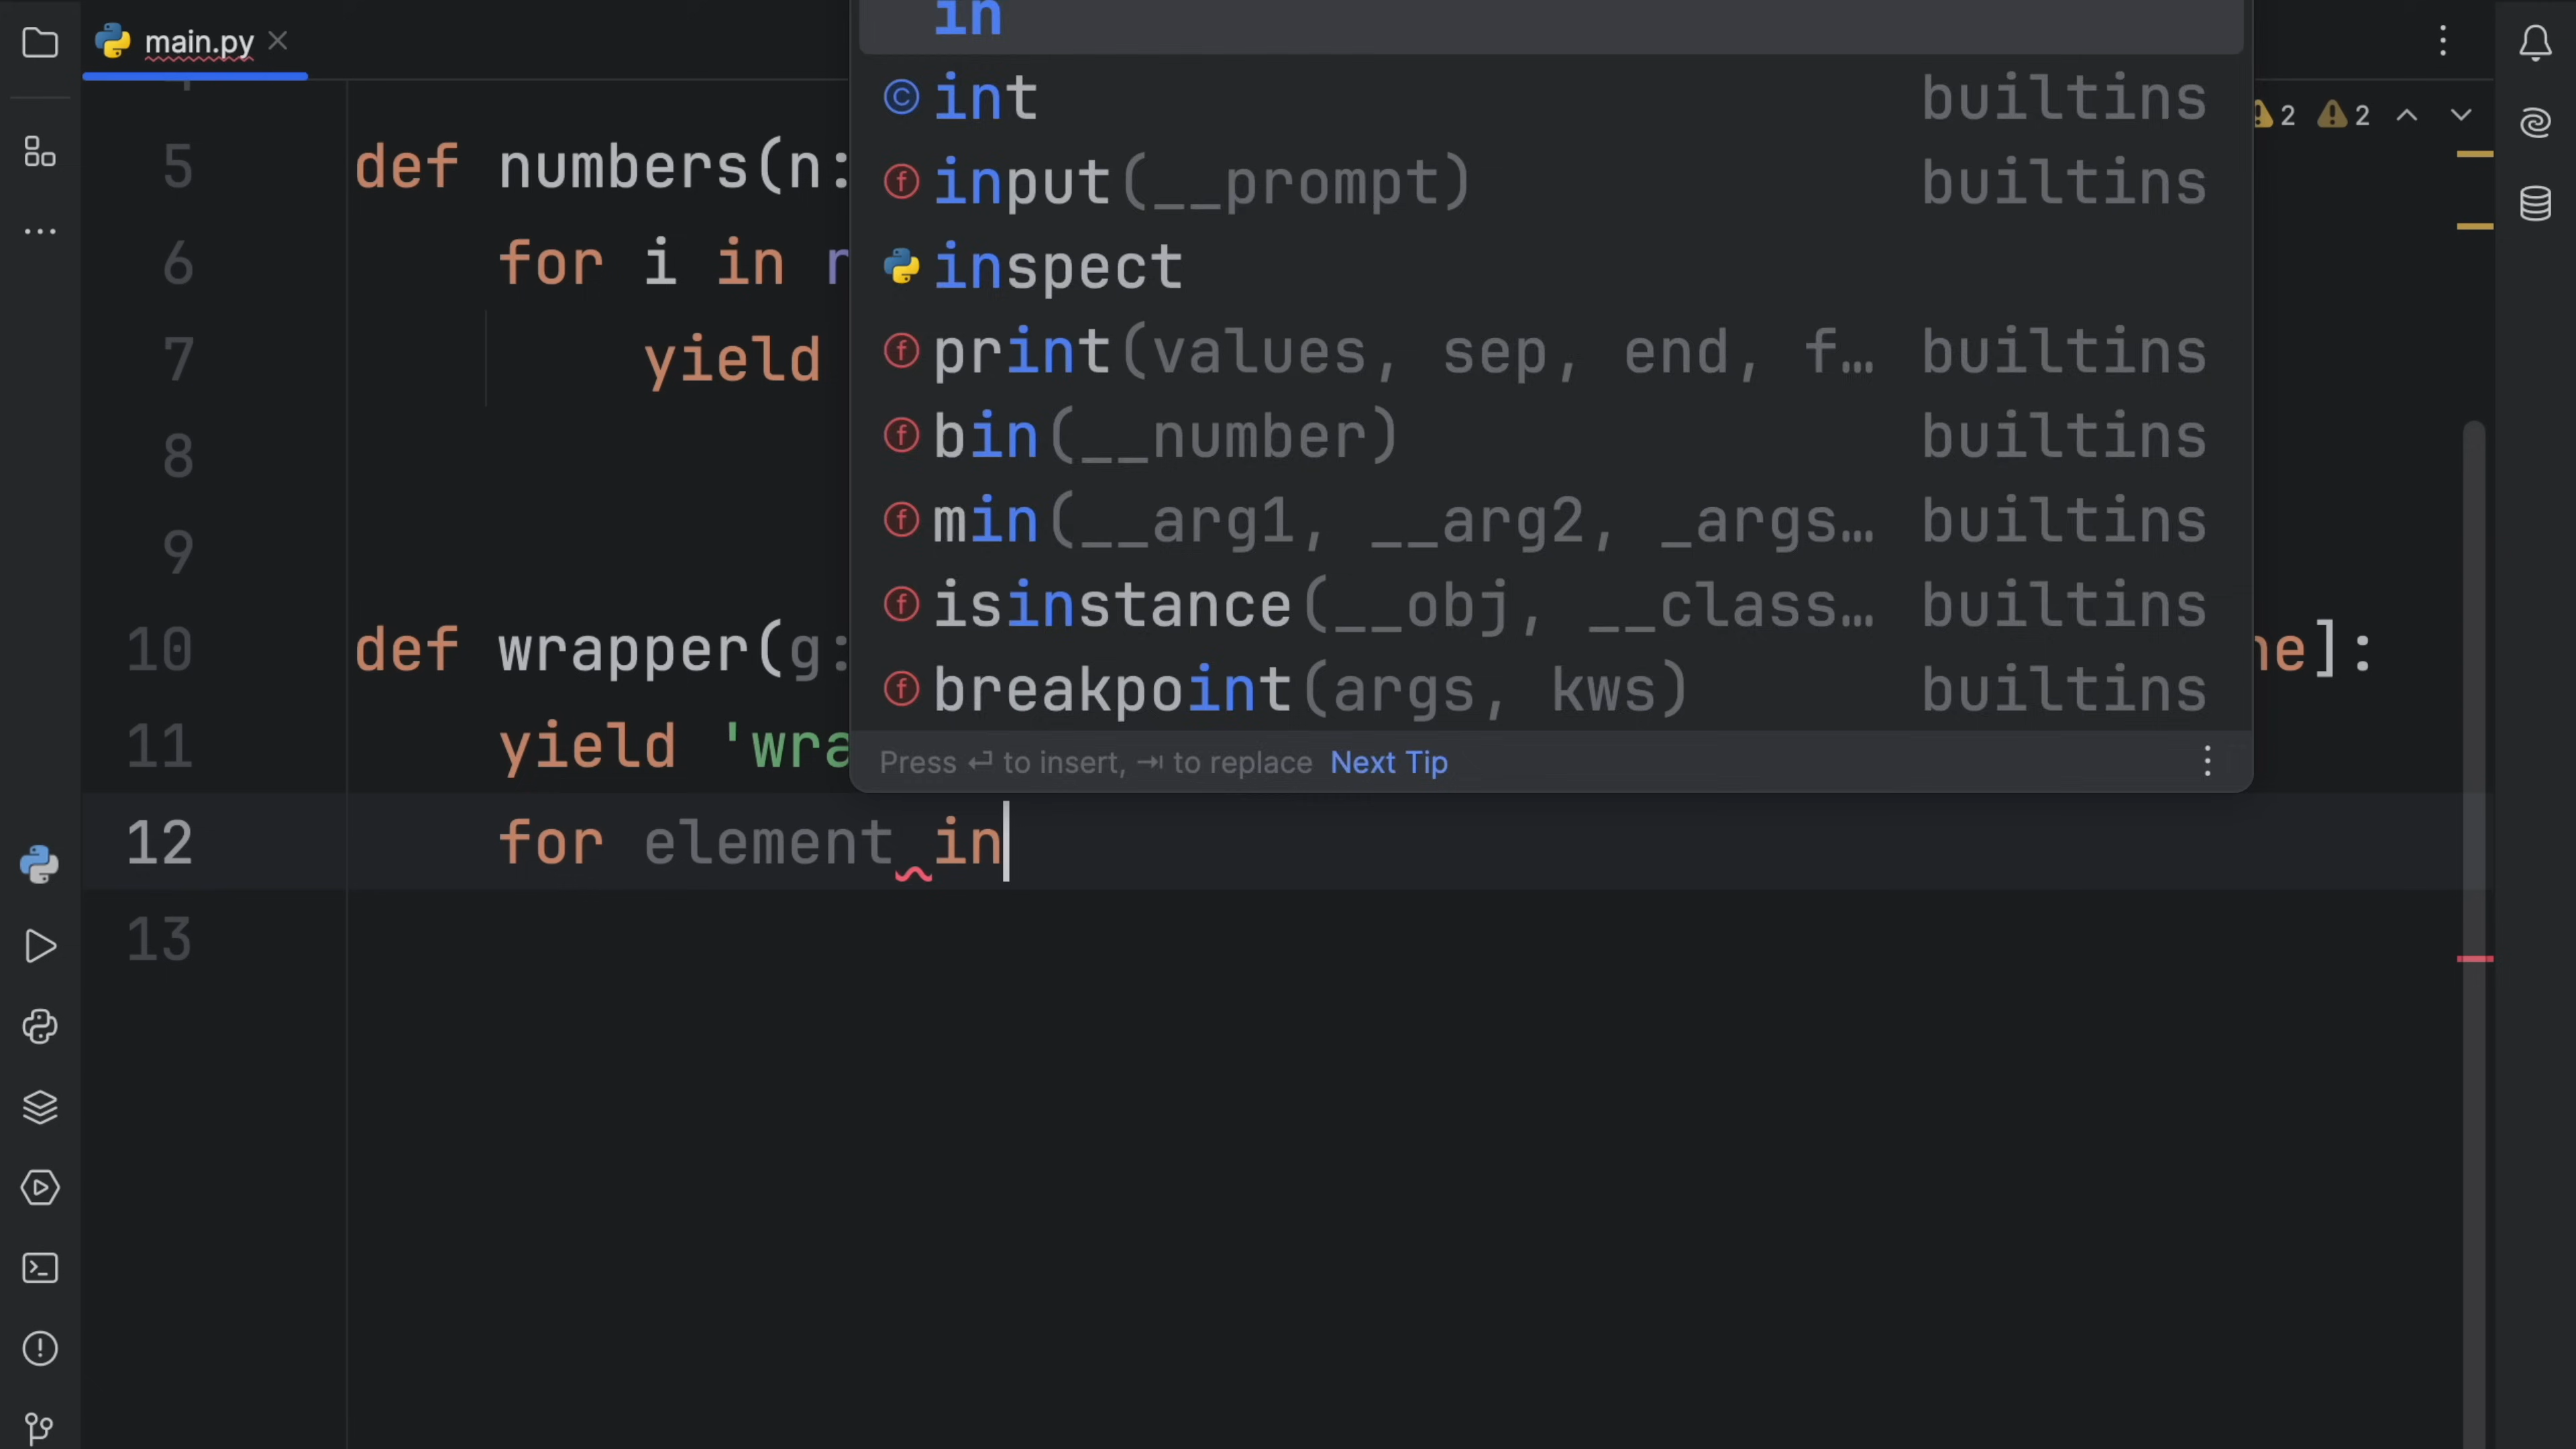 main.py
in
int builtins
2 2
5 def numbers(n:
input(__prompt) builtins
6 for i in r
inspect
7 yield
print(values, sep, end, f… builtins
8
bin(__number) builtins
9
min(__arg1, __arg2, _args… builtins
isinstance(__obj, __class… builtins
10 def wrapper(g: ne]:
breakpoint(args, kws) builtins
11 yield 'wra
Press ↵ to insert, ⇥ to replace Next Tip
12 for element in
13